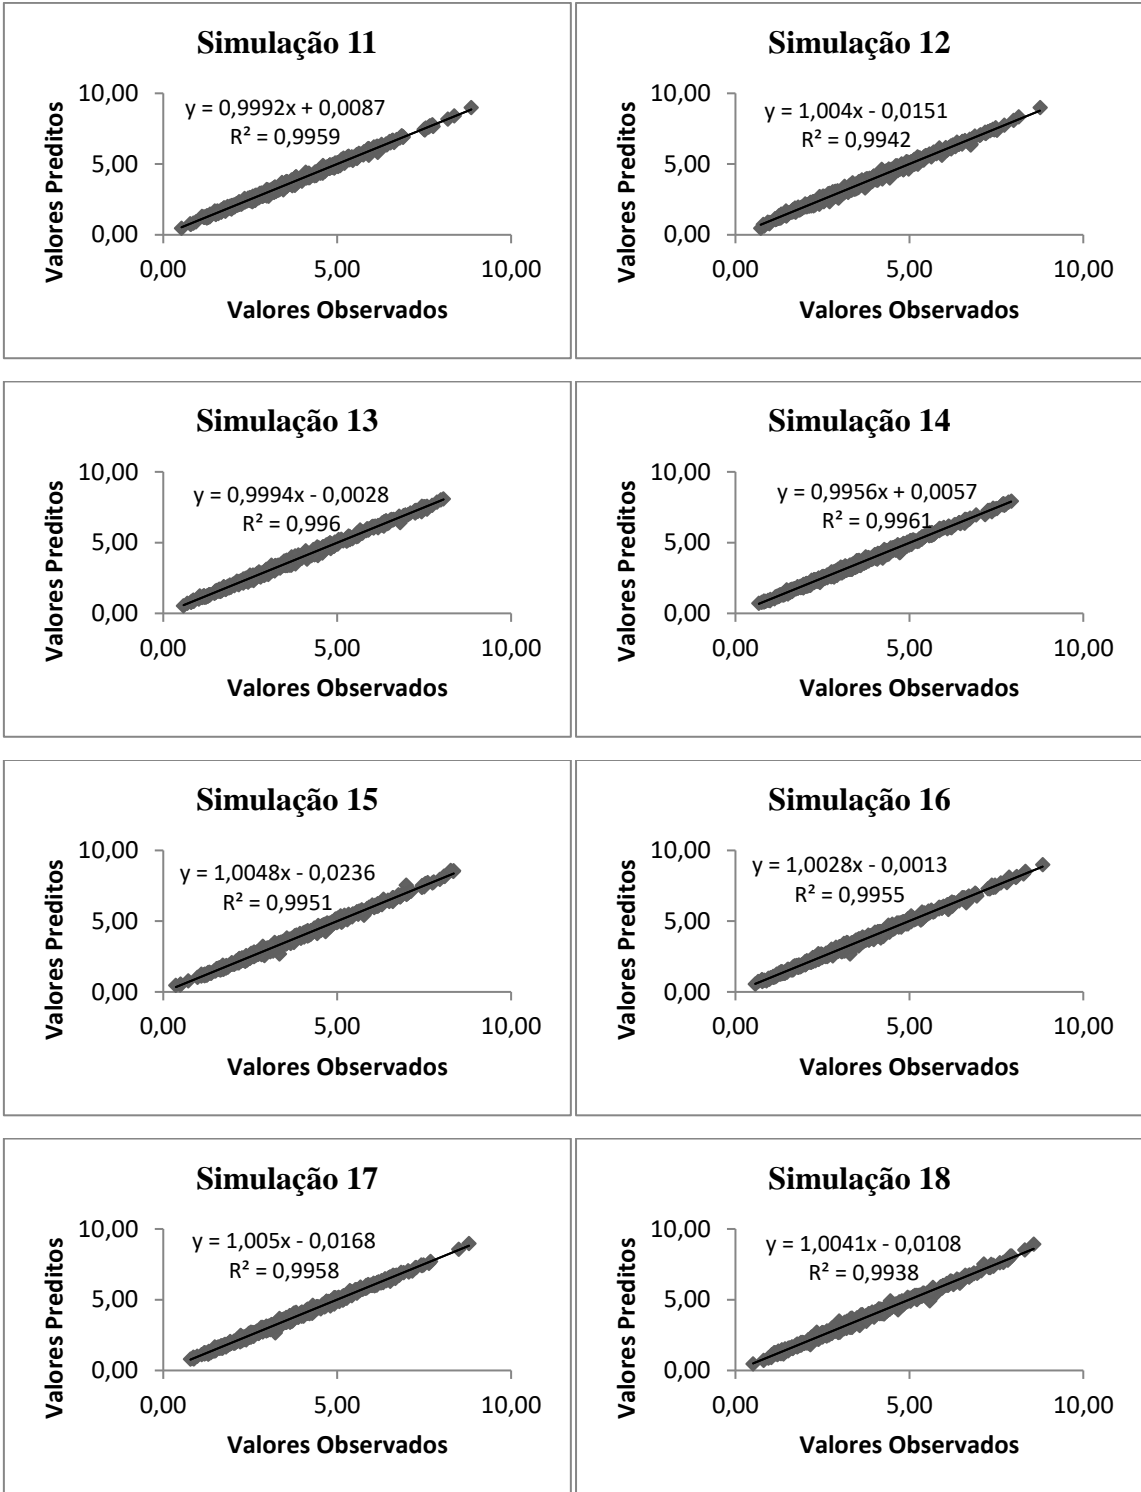 Simulação 11
y = 0,9992x + 0,0087
R² = 0,9959
10,00
5,00
0,00
0,00 5,00 10,00
Valores Preditos
Valores Observados
Simulação 12
y = 1,004x - 0,0151
R² = 0,9942
10,00
5,00
0,00
0,00 5,00 10,00
Valores Preditos
Valores Observados
Simulação 13
y = 0,9994x - 0,0028
R² = 0,996
10,00
5,00
0,00
0,00 5,00 10,00
Valores Preditos
Valores Observados
Simulação 14
y = 0,9956x + 0,0057
R² = 0,9961
10,00
5,00
0,00
0,00 5,00 10,00
Valores Preditos
Valores Observados
Simulação 15
y = 1,0048x - 0,0236
R² = 0,9951
10,00
5,00
0,00
0,00 5,00 10,00
Valores Preditos
Valores Observados
Simulação 16
y = 1,0028x - 0,0013
R² = 0,9955
10,00
5,00
0,00
0,00 5,00 10,00
Valores Preditos
Valores Observados
Simulação 17
y = 1,005x - 0,0168
R² = 0,9958
10,00
5,00
0,00
0,00 5,00 10,00
Valores Preditos
Valores Observados
Simulação 18
y = 1,0041x - 0,0108
R² = 0,9938
10,00
5,00
0,00
0,00 5,00 10,00
Valores Preditos
Valores Observados